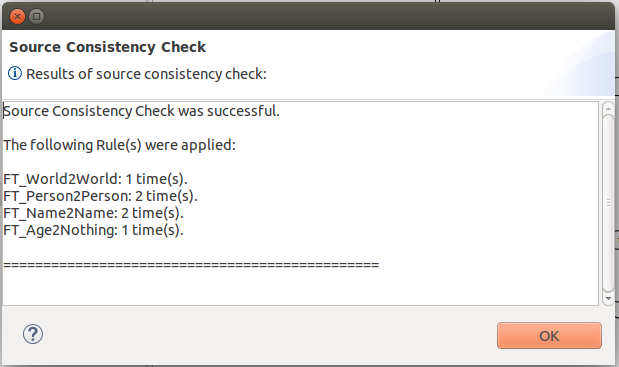 Source Consistency Check
Results of source consistency check:
Source Consistency Check was successful.
The following Rule(s) were applied:
FT_World2World: 1 time(s).
FT_Person2Person: 2 time(s).
FT_Name2Name: 2 time(s).
FT_Age2Nothing: 1 time(s).
===============================================
OK